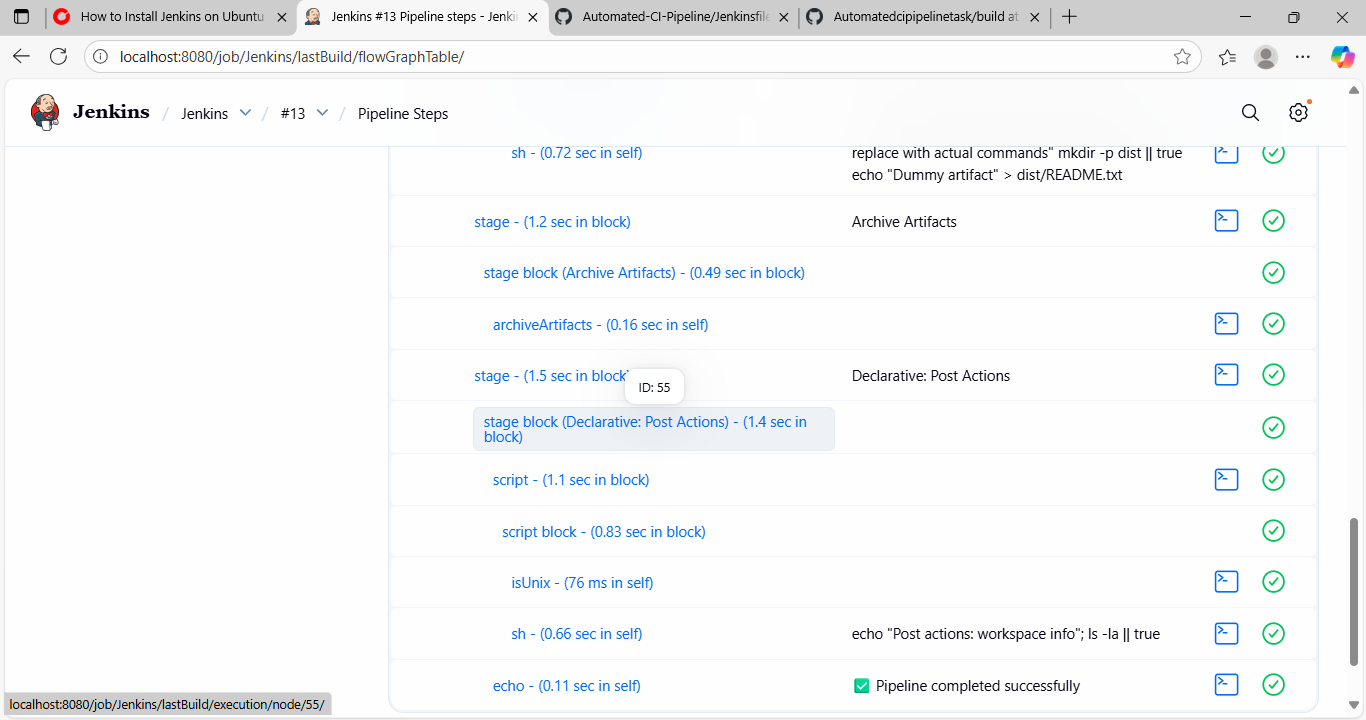 How to Install Jenkins on Ubuntu
Jenkins #13 Pipeline steps - Jenkin
Automated-CI-Pipeline/Jenkinsfile
Automatedcipipelinetask/build at
localhost:8080/job/Jenkins/lastBuild/flowGraphTable/
Jenkins / Jenkins / #13 / Pipeline Steps
sh - (0.72 sec in self)
replace with actual commands" mkdir -p dist || true
echo "Dummy artifact" > dist/README.txt
stage - (1.2 sec in block)
Archive Artifacts
stage block (Archive Artifacts) - (0.49 sec in block)
archiveArtifacts - (0.16 sec in self)
stage - (1.5 sec in block)
Declarative: Post Actions
ID: 55
stage block (Declarative: Post Actions) - (1.4 sec in
block)
script - (1.1 sec in block)
script block - (0.83 sec in block)
isUnix - (76 ms in self)
sh - (0.66 sec in self)
echo "Post actions: workspace info"; ls -la || true
echo - (0.11 sec in self)
✅ Pipeline completed successfully
localhost:8080/job/Jenkins/lastBuild/execution/node/55/